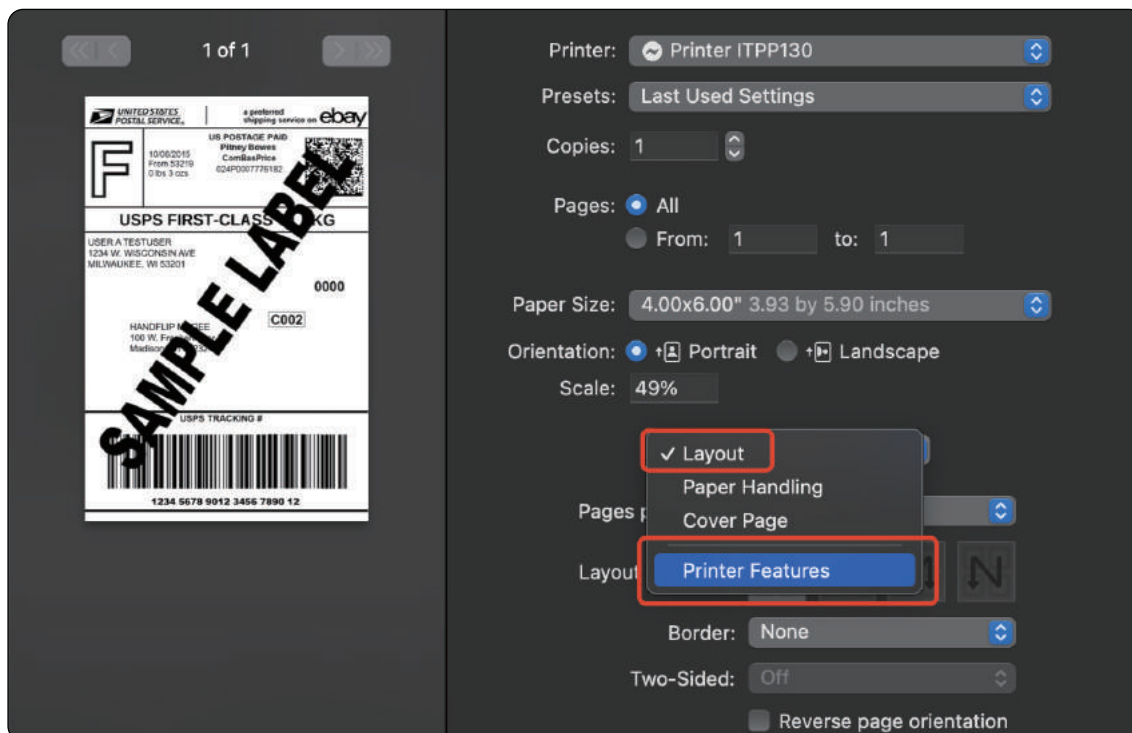 1 of 1
UNITED STATES
POSTAL SERVICE®
a preferred
shipping service on ebay
F
10/06/2015
From 53219
0 lbs 3 ozs
US POSTAGE PAID
Pitney Bowes
ComBasPrice
024P0007776182
USPS FIRST-CLASS KG
USER A TESTUSER
1234 W. WISCONSIN AVE
MILWAUKEE, WI 53201
0000
C002
HANDFLIP
100 W.
Madison
SAMPLE LABEL
USPS TRACKING #
1234 5678 9012 3456 7890 12
Printer: Printer ITPP130
Presets: Last Used Settings
Copies: 1
Pages: All
From: 1 to: 1
Paper Size: 4.00x6.00" 3.93 by 5.90 inches
Orientation: Portrait Landscape
Scale: 49%
✓ Layout
Paper Handling
Cover Page
Pages
Printer Features
Layout
Border: None
Two-Sided: Off
Reverse page orientation